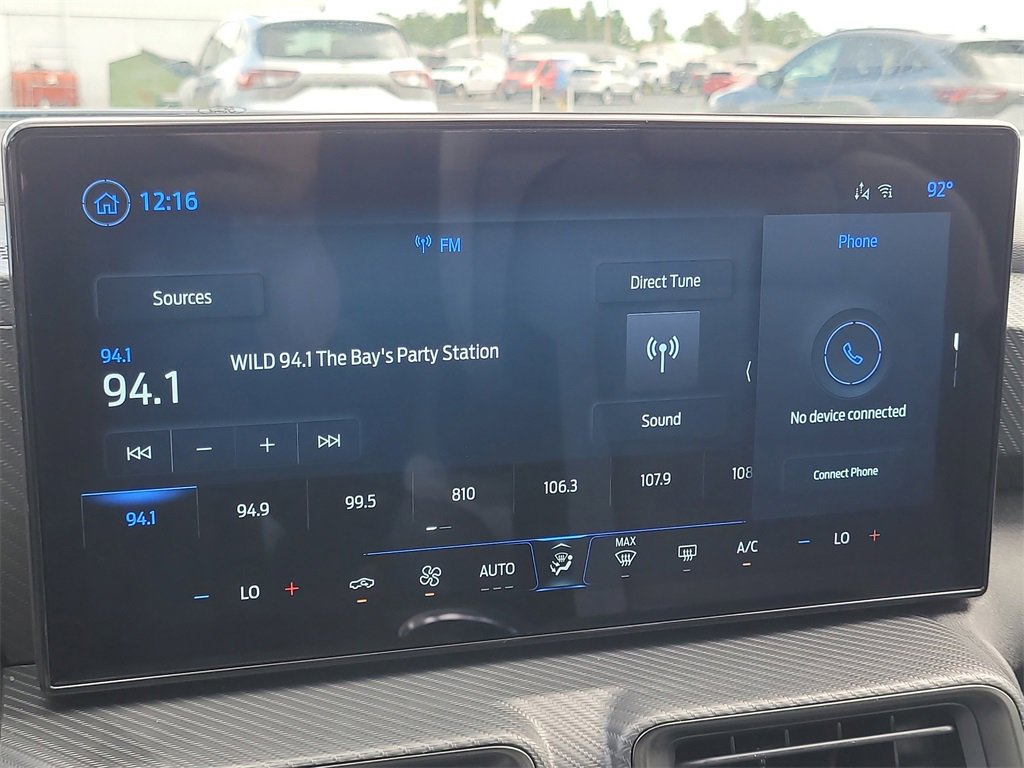 12:16
92°
FM
Phone
Sources
Direct Tune
94.1
94.1
WILD 94.1 The Bay's Party Station
Sound
No device connected
Connect Phone
94.1
94.9
99.5
810
106.3
107.9
108
− LO +
AUTO
MAX
A/C
− LO +